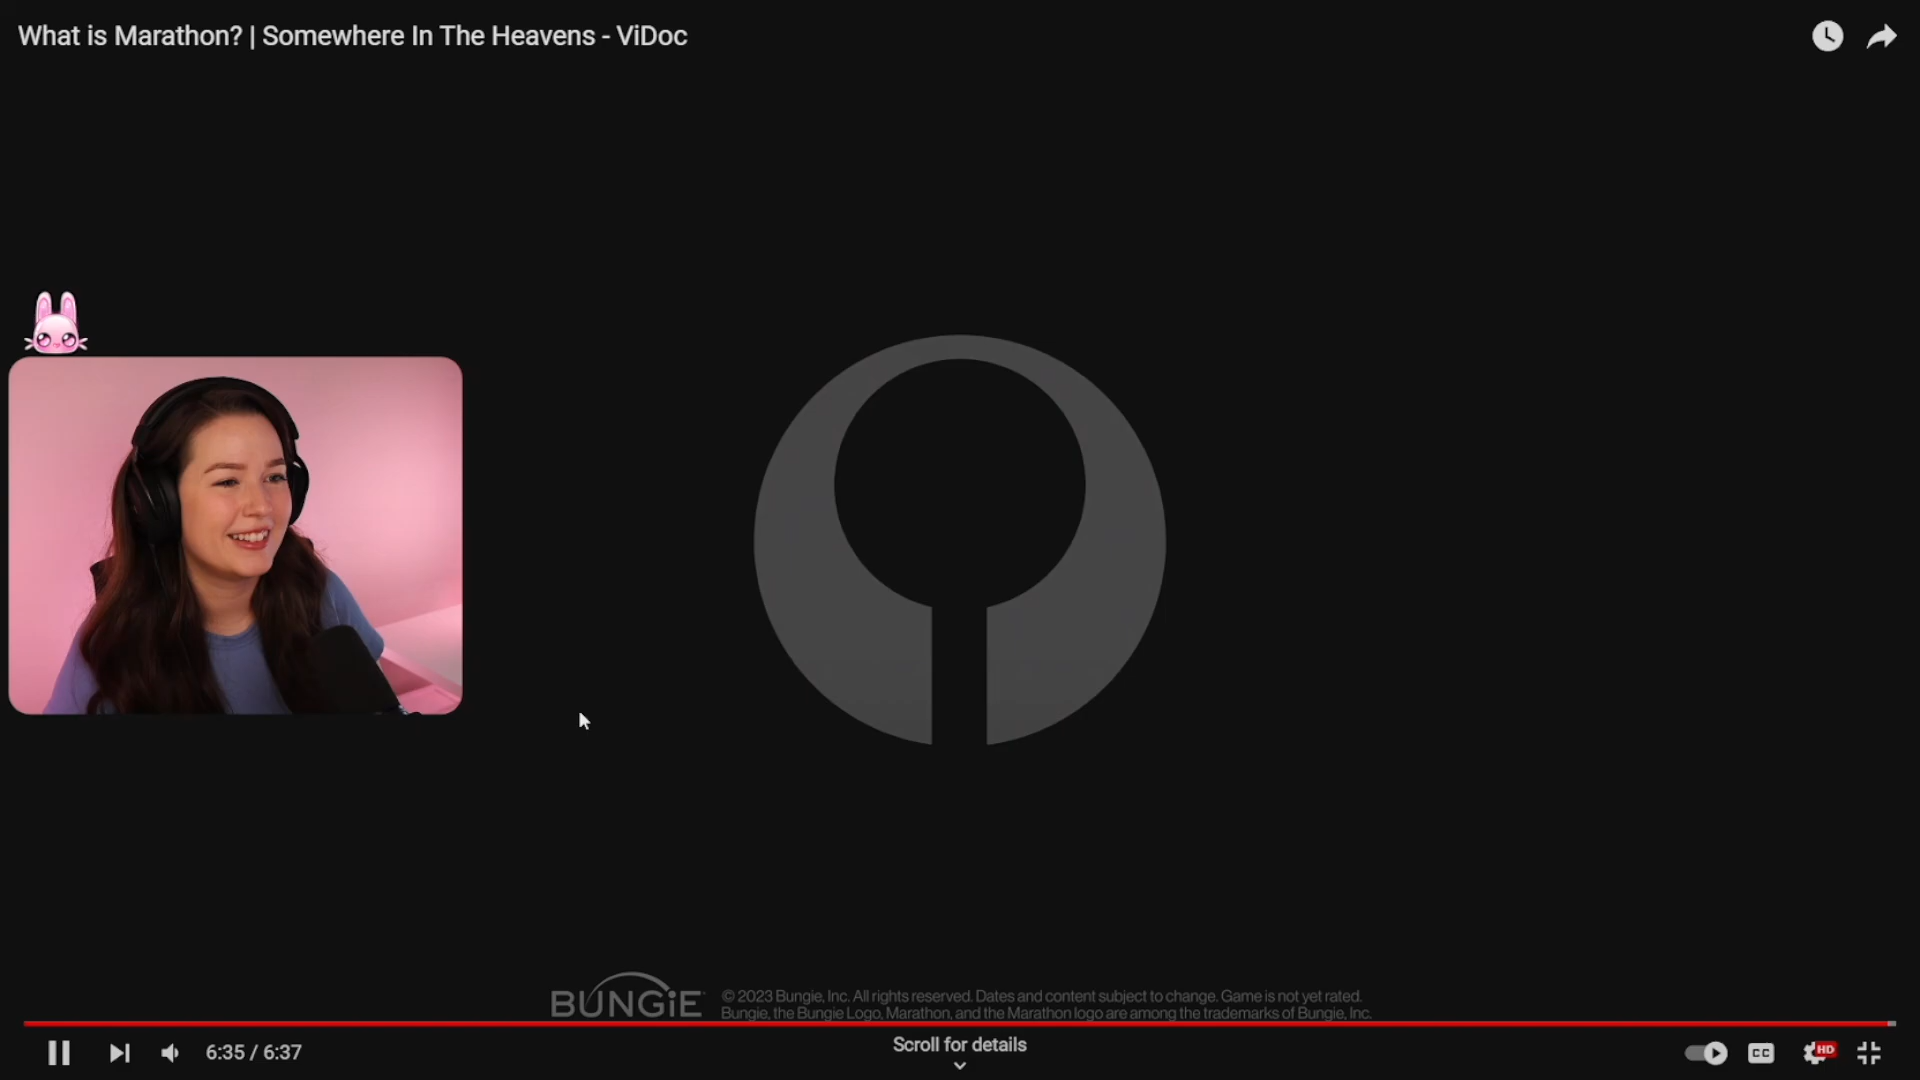 What is Marathon? | Somewhere In The Heavens - ViDoc
BUNGiE
© 2023 Bungie, Inc. All rights reserved. Dates and content subject to change. Game is not yet rated.
Bungie, the Bungie Logo, Marathon, and the Marathon logo are among the trademarks of Bungie, Inc.
6:35 / 6:37
Scroll for details
CC
HD